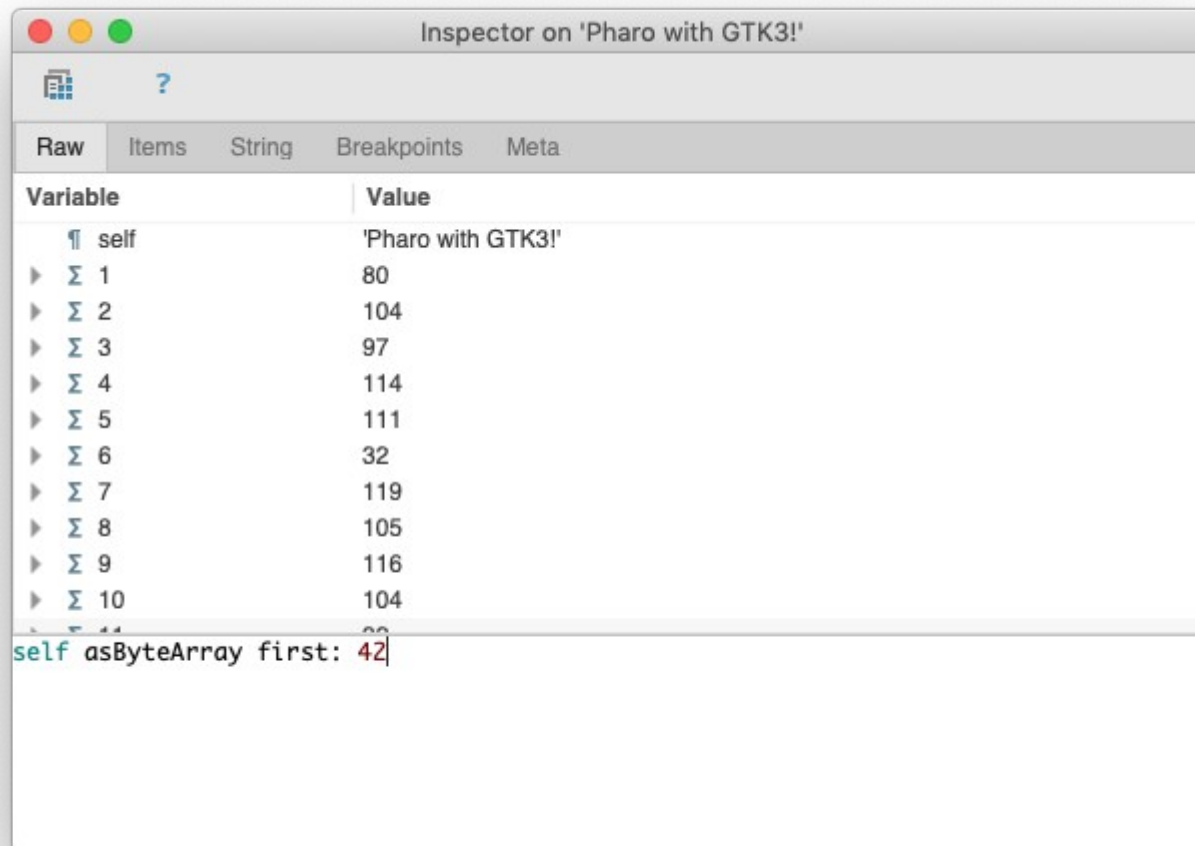 Inspector on 'Pharo with GTK3!'
?
Raw Items String Breakpoints Meta
Variable Value
¶ self 'Pharo with GTK3!'
Σ 1 80
Σ 2 104
Σ 3 97
Σ 4 114
Σ 5 111
Σ 6 32
Σ 7 119
Σ 8 105
Σ 9 116
Σ 10 104
self asByteArray first: 42